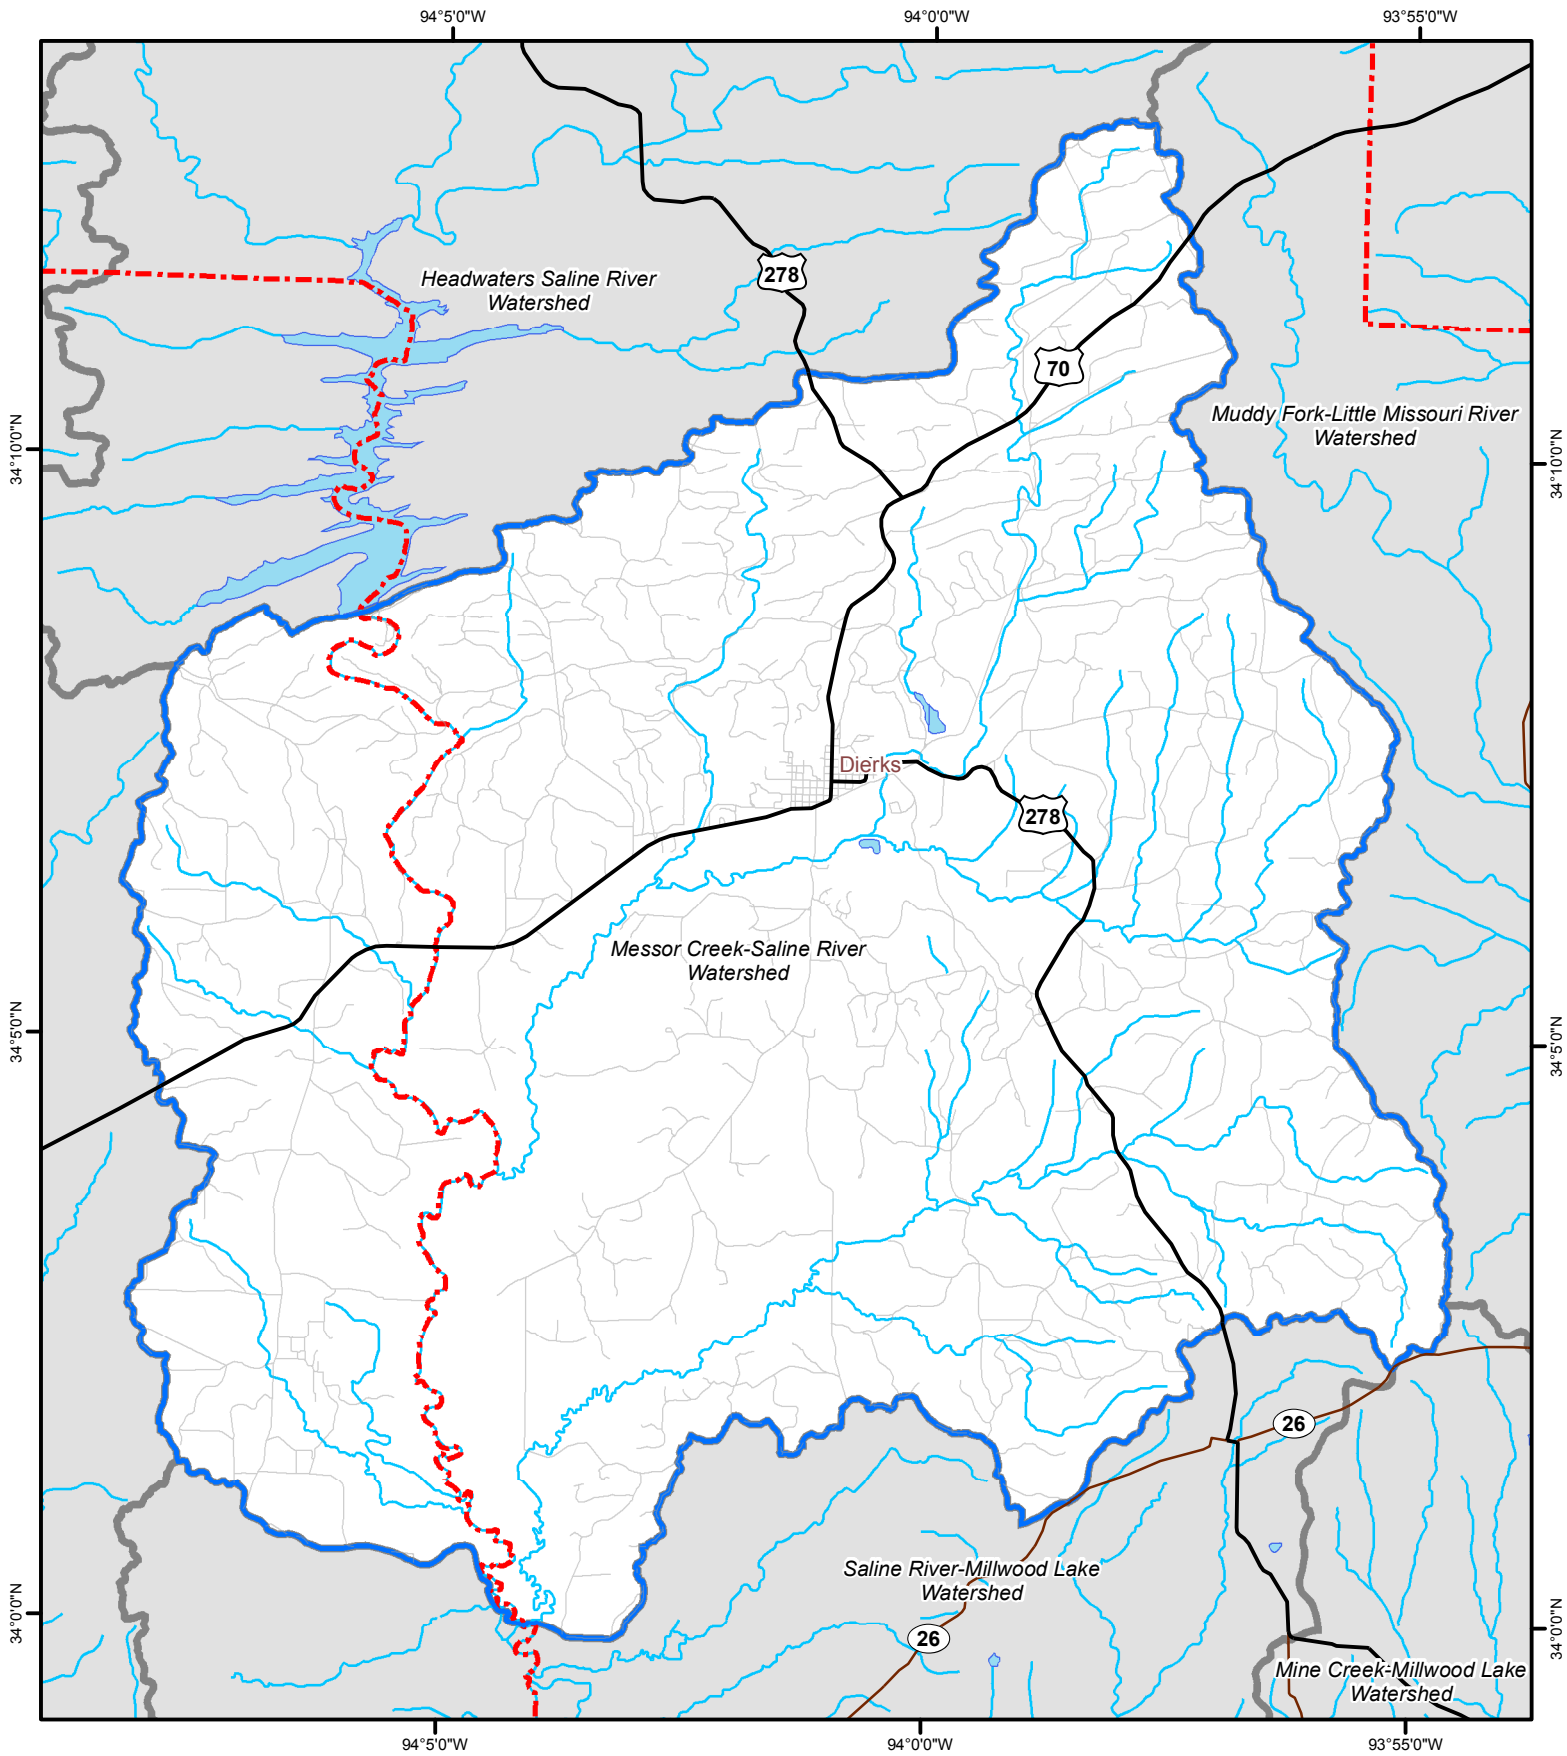 94°5'0"W
94°0'0"W
93°55'0"W
Headwaters Saline River
Watershed
278
70
Muddy Fork-Little Missouri River
Watershed
34°10'0"N
34°10'0"N
Dierks
278
Messor Creek-Saline River
Watershed
34°5'0"N
34°5'0"N
26
Saline River-Millwood Lake
Watershed
34°0'0"N
34°0'0"N
26
Mine Creek-Millwood Lake
Watershed
94°5'0"W
94°0'0"W
93°55'0"W